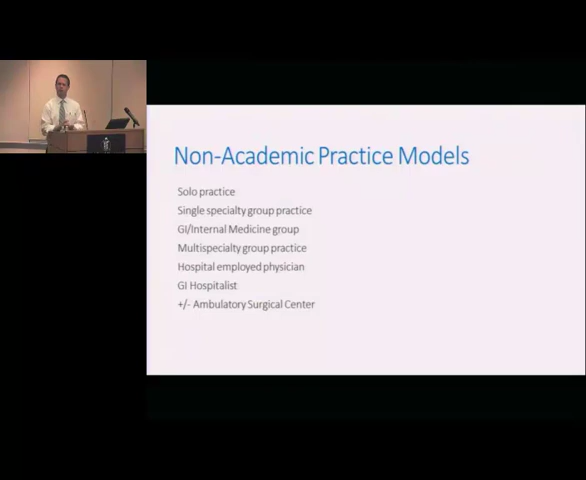 Non-Academic Practice Models
Solo practice
Single specialty group practice
GI/Internal Medicine group
Multispecialty group practice
Hospital employed physician
GI Hospitalist
+/- Ambulatory Surgical Center